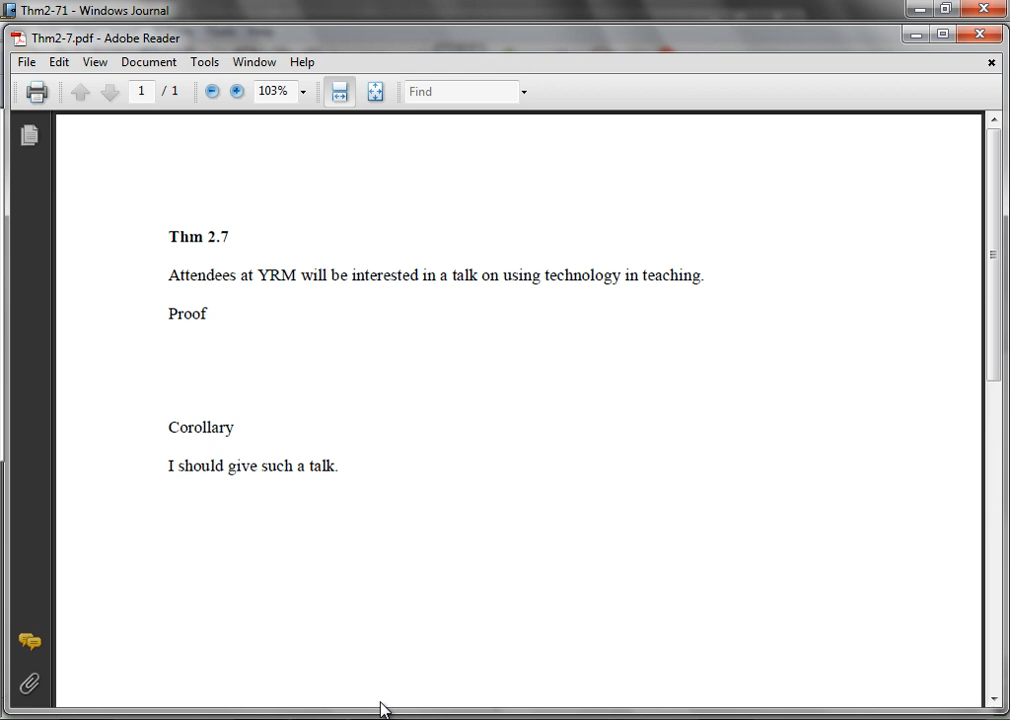 Thm2-71 - Windows Journal
Thm2-7.pdf - Adobe Reader
File Edit View Document Tools Window Help
1 / 1 103% Find
Thm 2.7
Attendees at YRM will be interested in a talk on using technology in teaching.
Proof
Corollary
I should give such a talk.